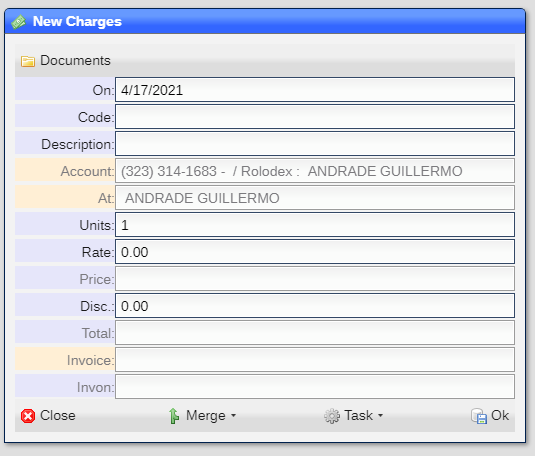 New Charges
Documents
On: 4/17/2021
Code:
Description:
Account: (323) 314-1683 - / Rolodex : ANDRADE GUILLERMO
At: ANDRADE GUILLERMO
Units: 1
Rate: 0.00
Price:
Disc.: 0.00
Total:
Invoice:
Invon:
Close Merge Task Ok